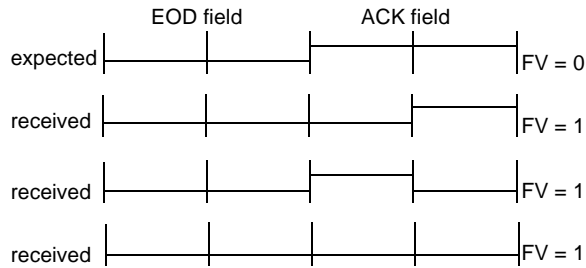 EOD field ACK field
expected FV = 0
received FV = 1
received FV = 1
received FV = 1